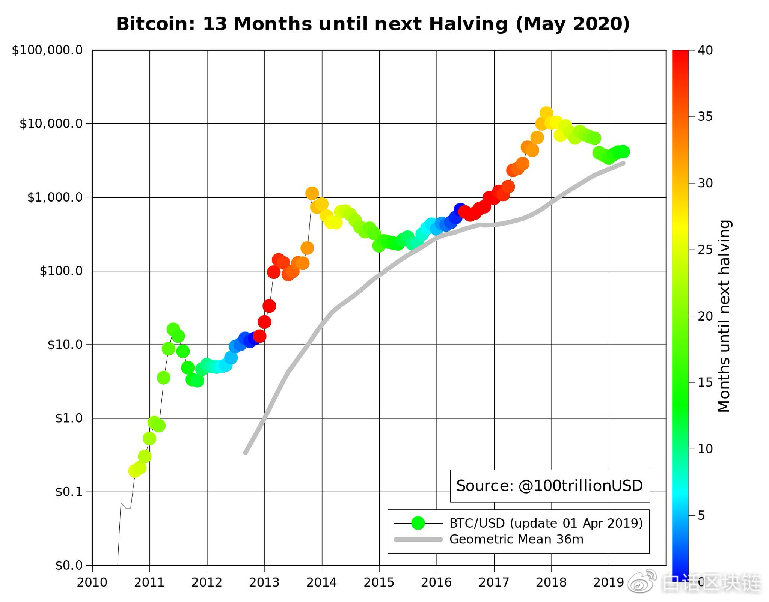 Bitcoin: 13 Months until next Halving (May 2020)
$100,000.0
$10,000.0
$1,000.0
$100.0
$10.0
$1.0
$0.1
$0.0
2010 2011 2012 2013 2014 2015 2016 2017 2018 2019
40
35
30
25
20
15
10
5
0
Months until next halving
Source: @100trillionUSD
BTC/USD (update 01 Apr 2019)
Geometric Mean 36m
白话区块链